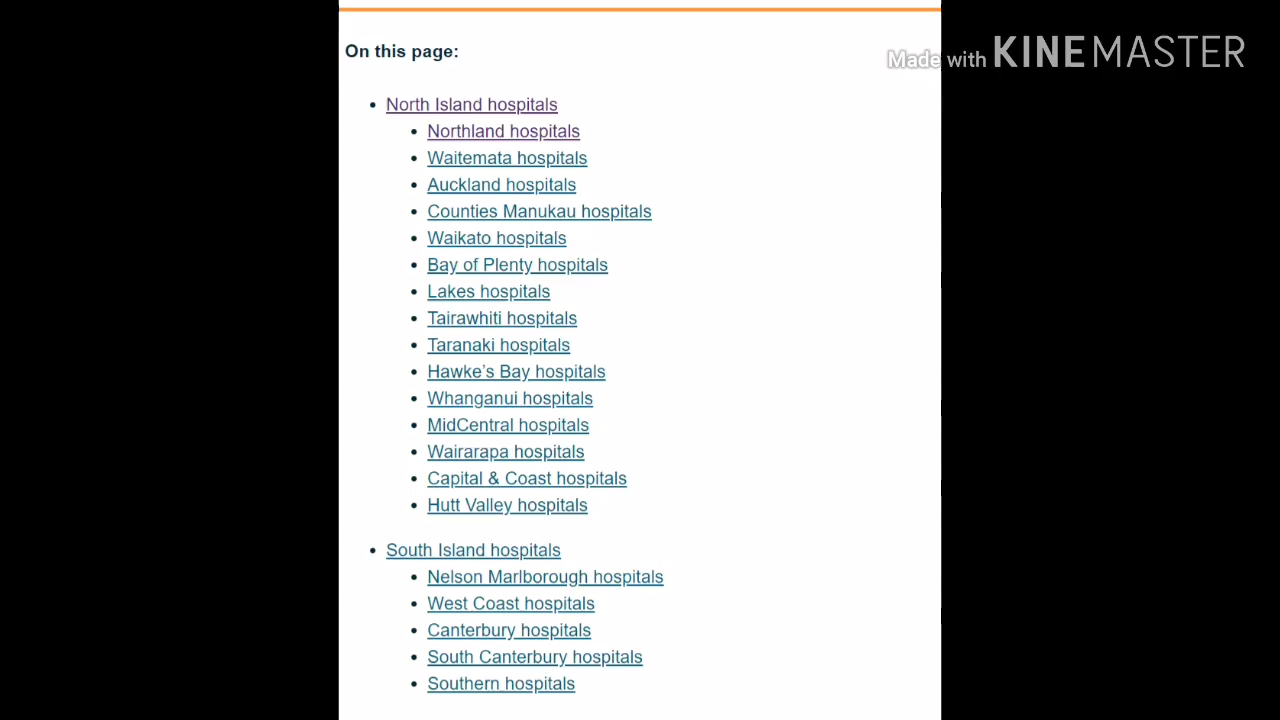 On this page:
Made with KINEMASTER
North Island hospitals
Northland hospitals
Waitemata hospitals
Auckland hospitals
Counties Manukau hospitals
Waikato hospitals
Bay of Plenty hospitals
Lakes hospitals
Tairawhiti hospitals
Taranaki hospitals
Hawke’s Bay hospitals
Whanganui hospitals
MidCentral hospitals
Wairarapa hospitals
Capital & Coast hospitals
Hutt Valley hospitals
South Island hospitals
Nelson Marlborough hospitals
West Coast hospitals
Canterbury hospitals
South Canterbury hospitals
Southern hospitals